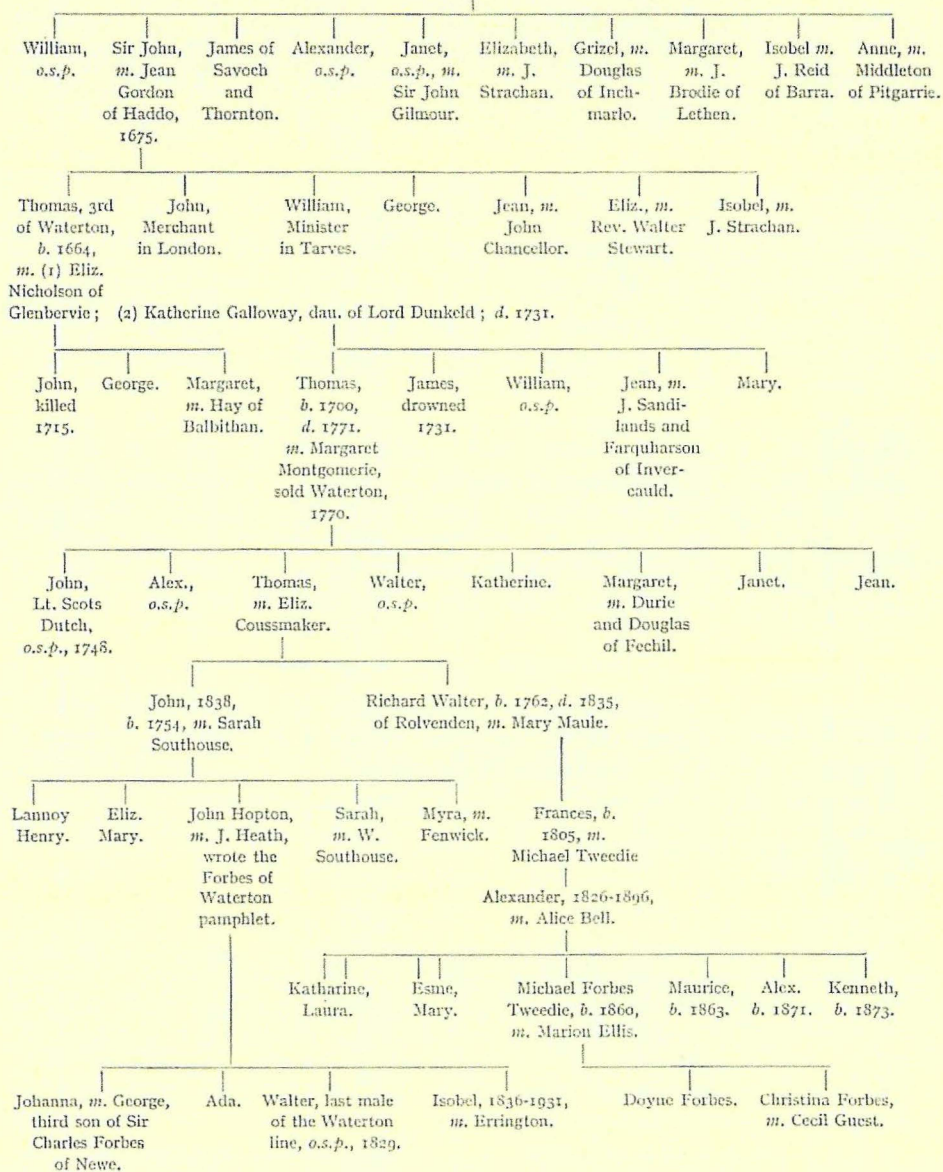 William,
o.s.p.
Sir John,
m. Jean
Gordon
of Haddo,
1675.
James of
Savoch
and
Thornton.
Alexander,
o.s.p.
Janet,
o.s.p., m.
Sir John
Gilmour.
Elizabeth,
m. J.
Strachan.
Grizel, m.
Douglas
of Inch-
marlo.
Margaret,
m. J.
Brodie of
Lethen.
Isobel m.
J. Reid
of Barra.
Anne, m.
Middleton
of Pitgarrie.
Thomas, 3rd
of Waterton,
b. 1664,
m. (1) Eliz.
Nicholson of
Glenbervie; (2) Katherine Galloway, dau. of Lord Dunkeld; d. 1731.
John,
Merchant
in London.
William,
Minister
in Tarves.
George.
Jean, m.
John
Chancellor.
Eliz., m.
Rev. Walter
Stewart.
Isobel, m.
J. Strachan.
John,
killed
1715.
George.
Margaret,
m. Hay of
Balbithan.
Thomas,
b. 1700,
d. 1771.
m. Margaret
Montgomerie,
sold Waterton,
1770.
James,
drowned
1731.
William,
o.s.p.
Jean, m.
J. Sandi-
lands and
Farquharson
of Inver-
cauld.
Mary.
John,
Lt. Scots
Dutch,
o.s.p., 1748.
Alex.,
o.s.p.
Thomas,
m. Eliz.
Coussmaker.
Walter,
o.s.p.
Katherine.
Margaret,
m. Durie
and Douglas
of Fechil.
Janet.
Jean.
John, 1838,
b. 1754, m. Sarah
Southouse.
Richard Walter, b. 1762, d. 1835,
of Rolvenden, m. Mary Maule.
Lannoy
Henry.
Eliz.
Mary.
John Hopton,
m. J. Heath,
wrote the
Forbes of
Waterton
pamphlet.
Sarah,
m. W.
Southouse.
Myra, m.
Fenwick.
Frances, b.
1805, m.
Michael Tweedie
Alexander, 1826-1896,
m. Alice Bell.
Katharine,
Laura.
Esme,
Mary.
Michael Forbes
Tweedie, b. 1860,
m. Marion Ellis.
Maurice,
b. 1863.
Alex.
b. 1871.
Kenneth,
b. 1873.
Johanna, m. George,
third son of Sir
Charles Forbes
of Newe.
Ada.
Walter, last male
of the Waterton
line, o.s.p., 1829.
Isobel, 1836-1931,
m. Errington.
Doyne Forbes.
Christina Forbes,
m. Cecil Guest.